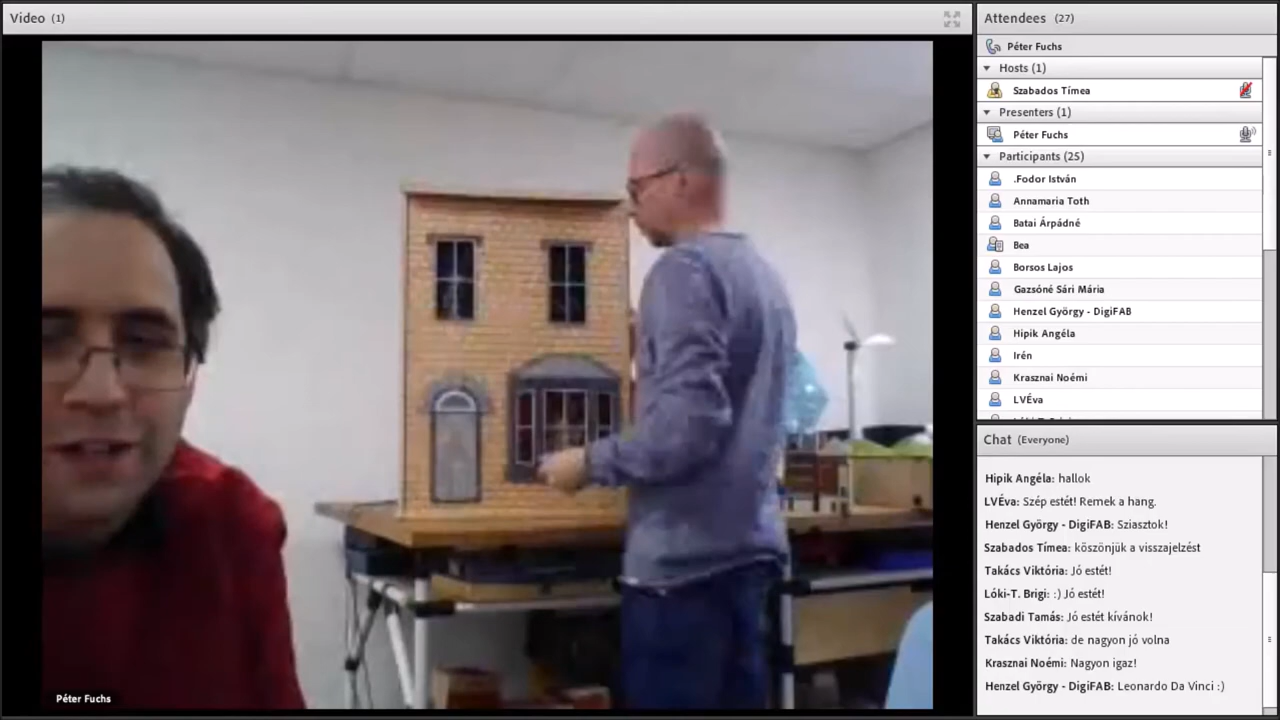 Video (1)
Péter Fuchs
Attendees (27)
Péter Fuchs
Hosts (1)
Szabados Tímea
Presenters (1)
Péter Fuchs
Participants (25)
.Fodor István
Annamaria Toth
Batai Árpádné
Bea
Borsos Lajos
Gazsóné Sári Mária
Henzel György - DigiFAB
Hipik Angéla
Irén
Krasznai Noémi
LVÉva
Chat (Everyone)
Hipik Angéla: hallok
LVÉva: Szép estét! Remek a hang.
Henzel György - DigiFAB: Sziasztok!
Szabados Tímea: köszönjük a visszajelzést
Takács Viktória: Jó estét!
Lóki-T. Brigi: :) Jó estét!
Szabadi Tamás: Jó estét kívánok!
Takács Viktória: de nagyon jó volna
Krasznai Noémi: Nagyon igaz!
Henzel György - DigiFAB: Leonardo Da Vinci :)